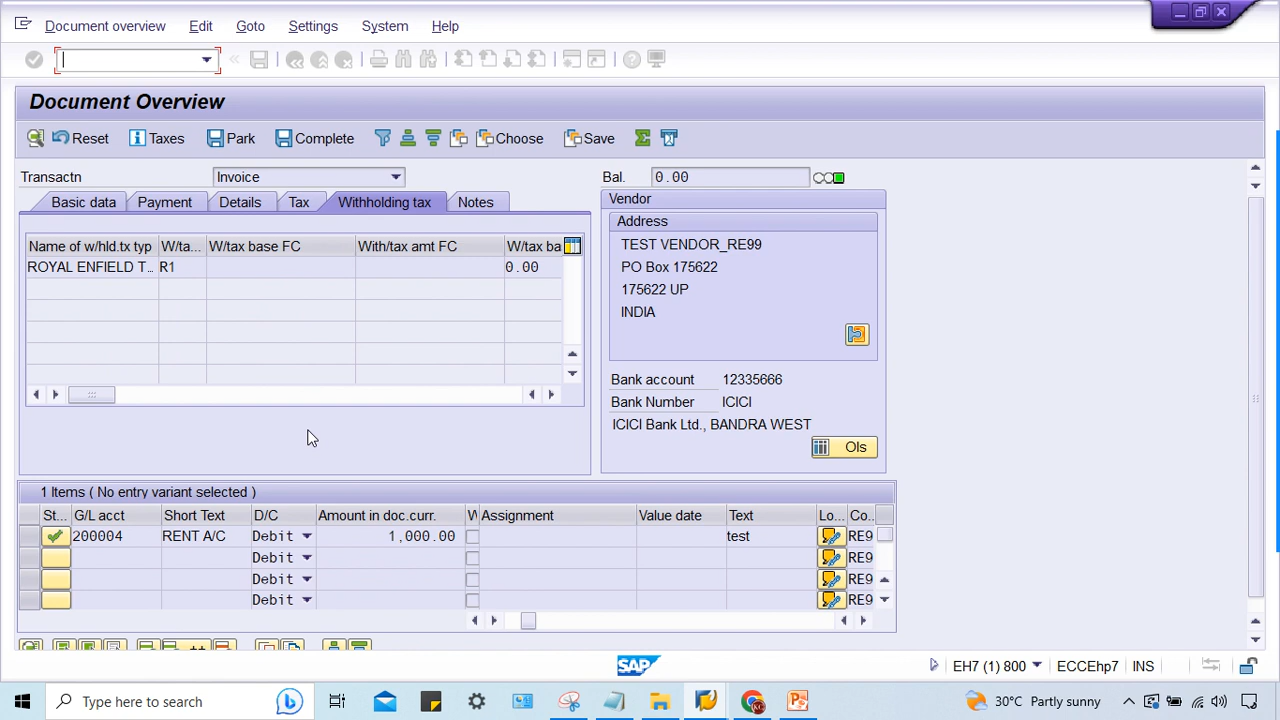 Document overview Edit Goto Settings System Help
Document Overview
Reset Taxes Park Complete Choose Save
Transactn Invoice Bal. 0.00
Basic data Payment Details Tax Withholding tax Notes
Vendor
Address
Name of w/hld.tx typ W/ta... W/tax base FC With/tax amt FC W/tax ba
TEST VENDOR_RE99
ROYAL ENFIELD T... R1 0.00
PO Box 175622
175622 UP
INDIA
Bank account 12335666
Bank Number ICICI
ICICI Bank Ltd., BANDRA WEST
OIs
1 Items ( No entry variant selected )
St... G/L acct Short Text D/C Amount in doc.curr. W Assignment Value date Text Lo... Co..
200004 RENT A/C Debit 1,000.00 test RE9
Debit RE9
Debit RE9
Debit RE9
SAP
EH7 (1) 800 ECCEhp7 INS
Type here to search 30°C Partly sunny